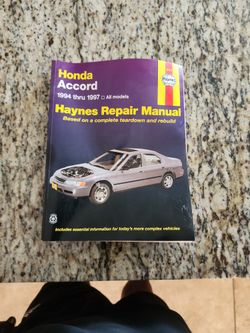 Honda
Accord
1994 thru 1997 □ All models
Haynes
Haynes Repair Manual
Based on a complete teardown and rebuild
Includes essential information for today's more complex vehicles